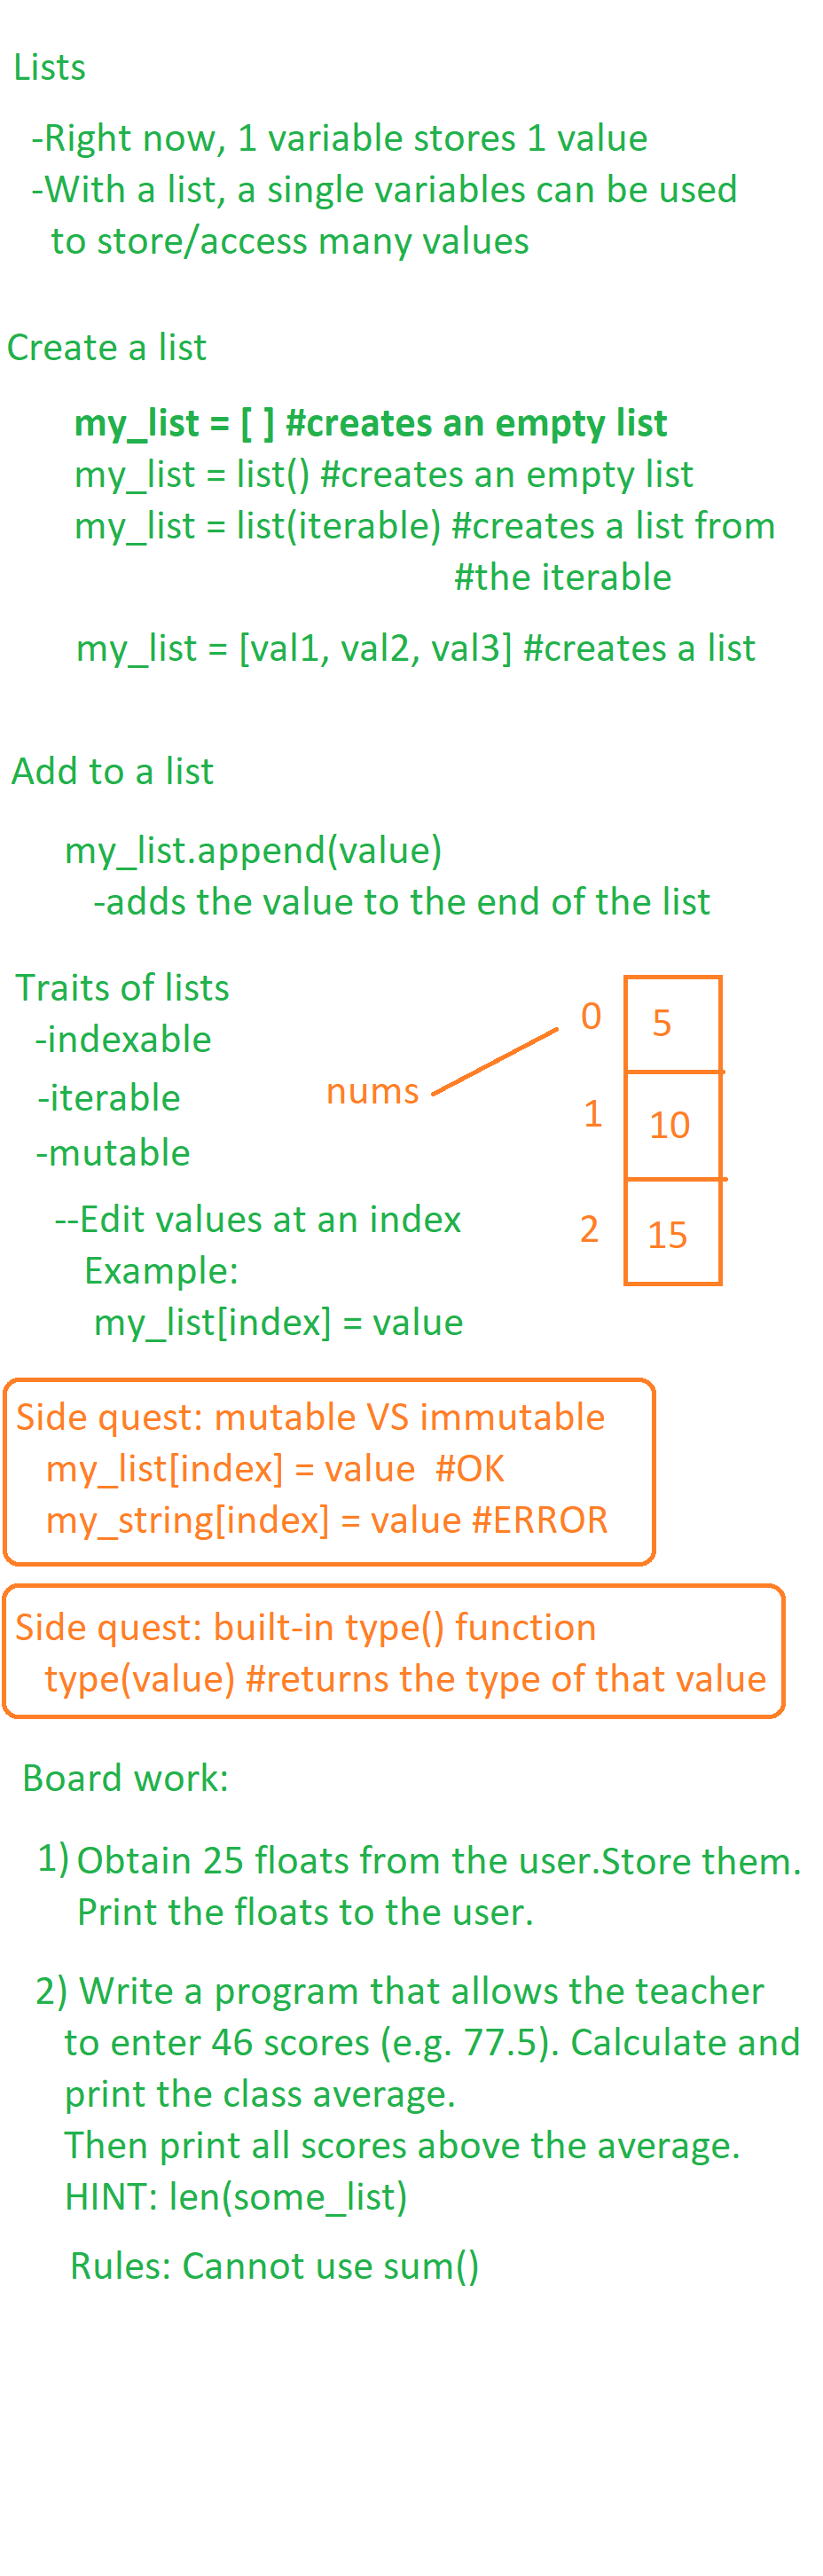 Lists
-Right now, 1 variable stores 1 value
-With a list, a single variables can be used
to store/access many values
Create a list
my_list = [ ] #creates an empty list
my_list = list() #creates an empty list
my_list = list(iterable) #creates a list from
#the iterable
my_list = [val1, val2, val3] #creates a list
Add to a list
my_list.append(value)
-adds the value to the end of the list
Traits of lists
-indexable
-iterable
-mutable
--Edit values at an index
Example:
my_list[index] = value
nums
0 5
1 10
2 15
Side quest: mutable VS immutable
my_list[index] = value  #OK
my_string[index] = value #ERROR
Side quest: built-in type() function
type(value) #returns the type of that value
Board work:
1) Obtain 25 floats from the user.Store them.
Print the floats to the user.
2) Write a program that allows the teacher
to enter 46 scores (e.g. 77.5). Calculate and
print the class average.
Then print all scores above the average.
HINT: len(some_list)
Rules: Cannot use sum()